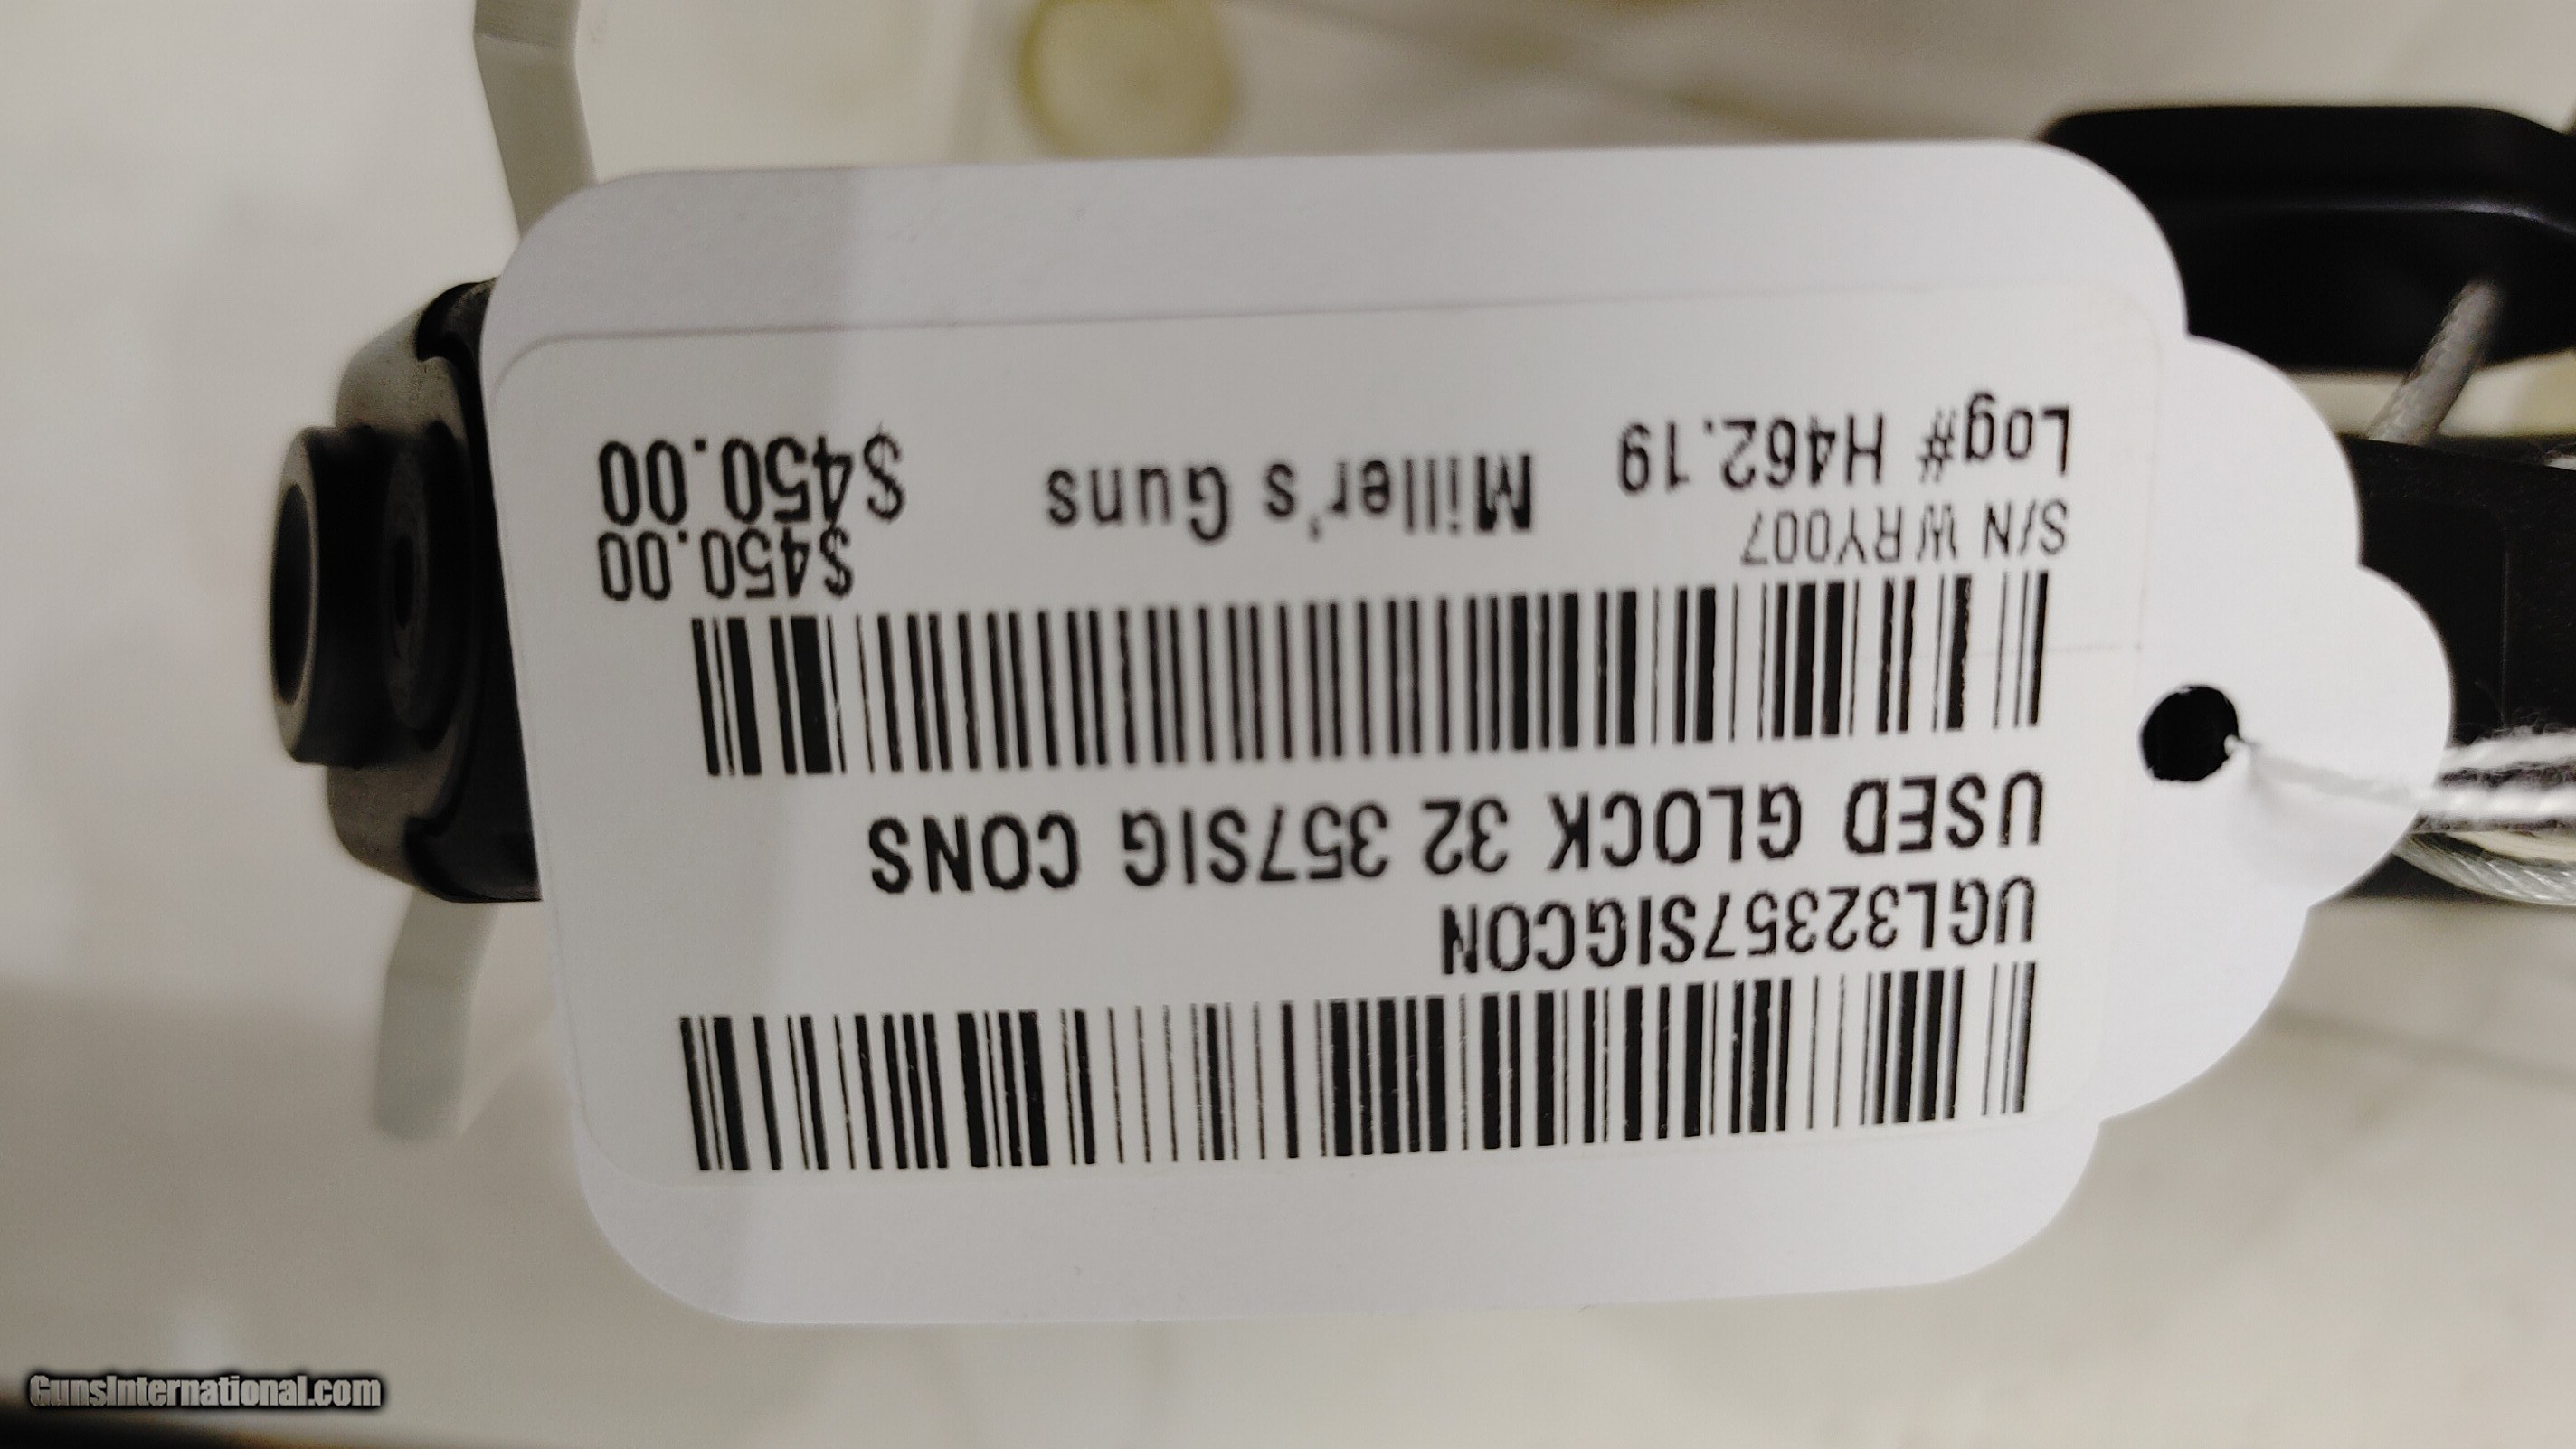 UGL32357SIGCON
USED GLOCK 32 357SIG CONS
S/N WRY007 $450.00
Log# H462.19 Miller's Guns $450.00
GunsInternational.com